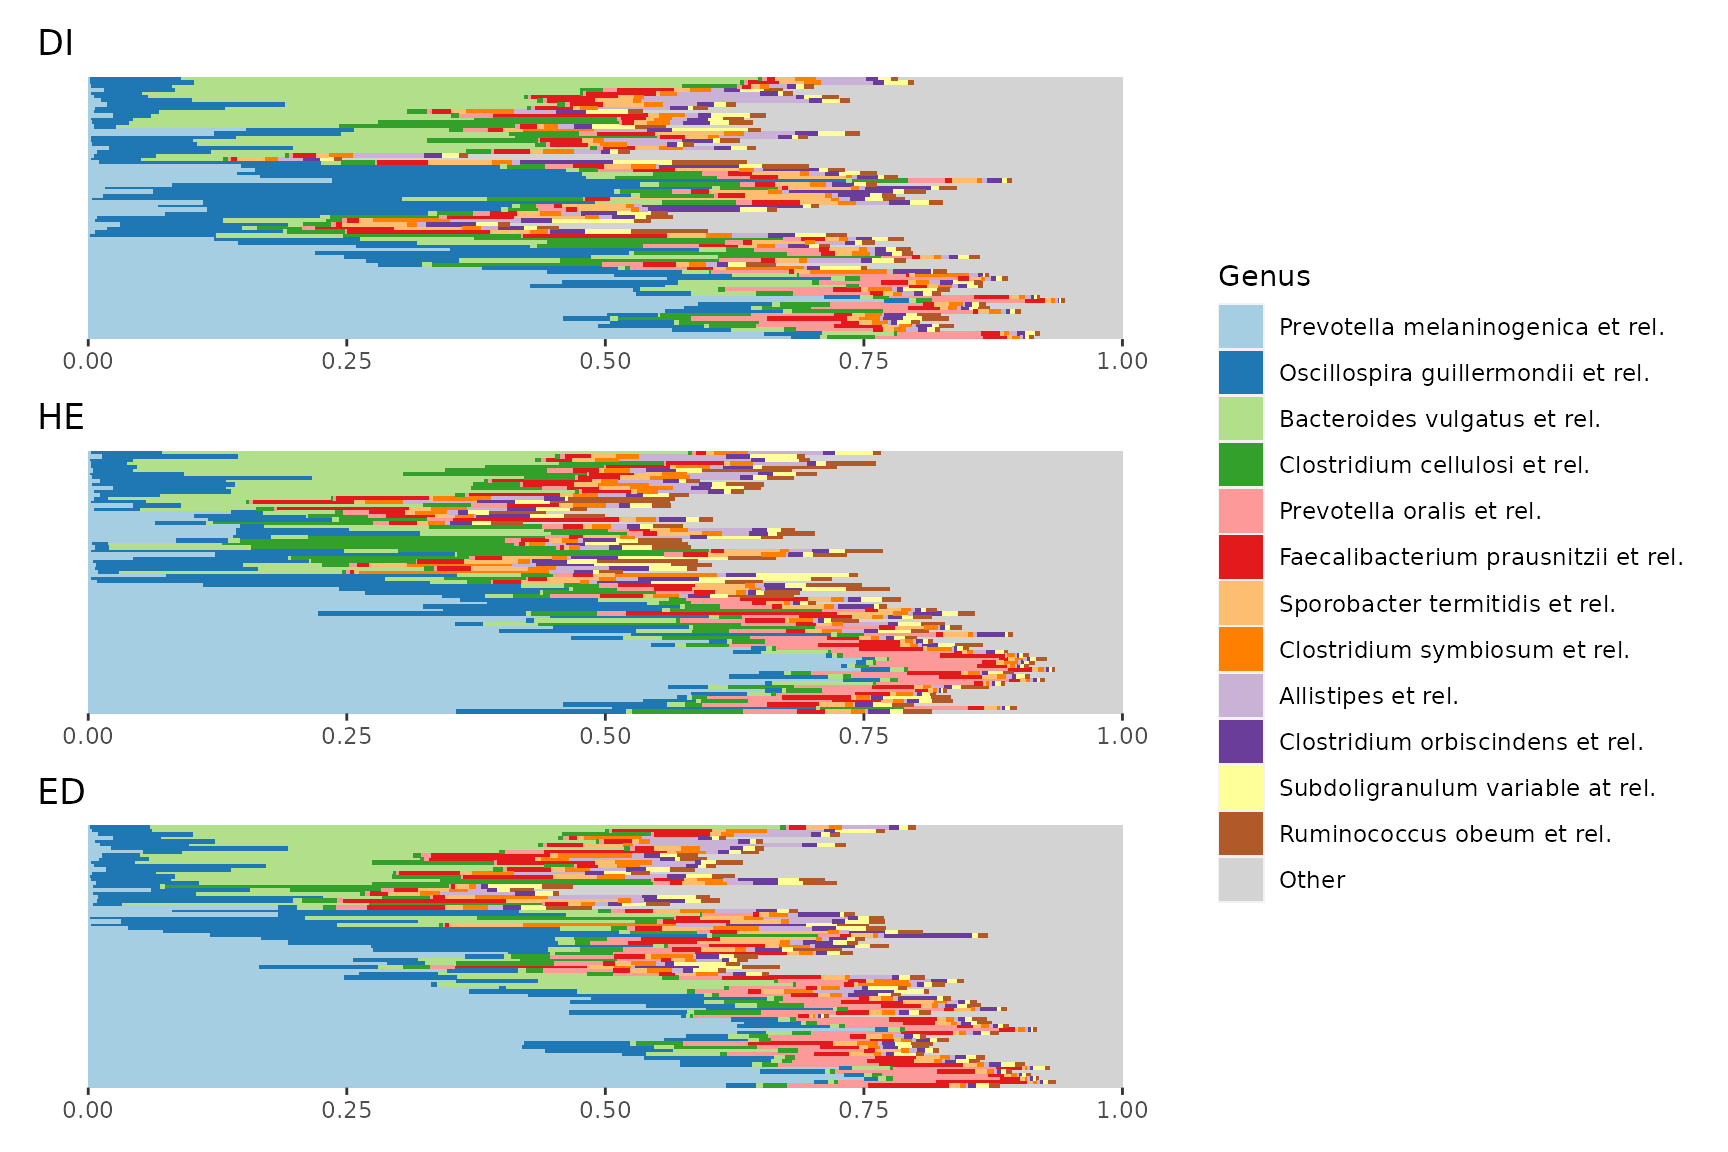 DI
0.00 0.25 0.50 0.75 1.00
HE
0.00 0.25 0.50 0.75 1.00
ED
0.00 0.25 0.50 0.75 1.00
Genus
Prevotella melaninogenica et rel.
Oscillospira guillermondii et rel.
Bacteroides vulgatus et rel.
Clostridium cellulosi et rel.
Prevotella oralis et rel.
Faecalibacterium prausnitzii et rel.
Sporobacter termitidis et rel.
Clostridium symbiosum et rel.
Allistipes et rel.
Clostridium orbiscindens et rel.
Subdoligranulum variable at rel.
Ruminococcus obeum et rel.
Other